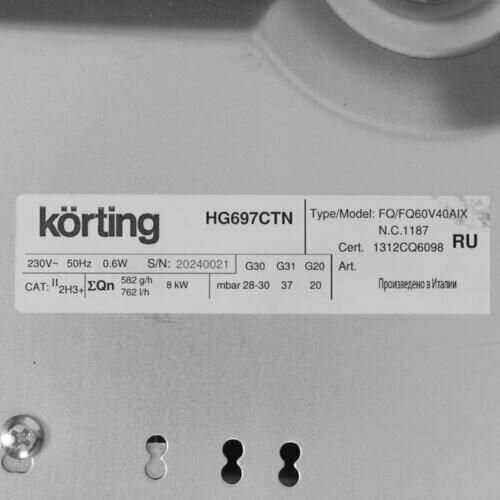 körting HG697CTN
Type/Model: FQ/FQ60V40AIX
N.C.1187
Cert. 1312CQ6098 RU
230V~ 50Hz 0.6W S/N: 20240021 G30 G31 G20 Art.
CAT: II2H3+ ΣQn 582 g/h 8 kW mbar 28-30 37 20 Произведено в Италии
762 l/h